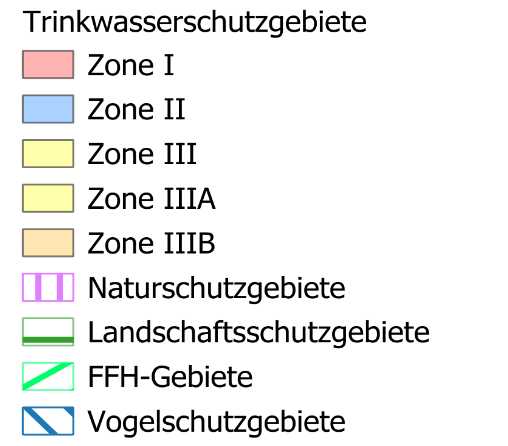 Trinkwasserschutzgebiete
Zone I
Zone II
Zone III
Zone IIIA
Zone IIIB
Naturschutzgebiete
Landschaftsschutzgebiete
FFH-Gebiete
Vogelschutzgebiete